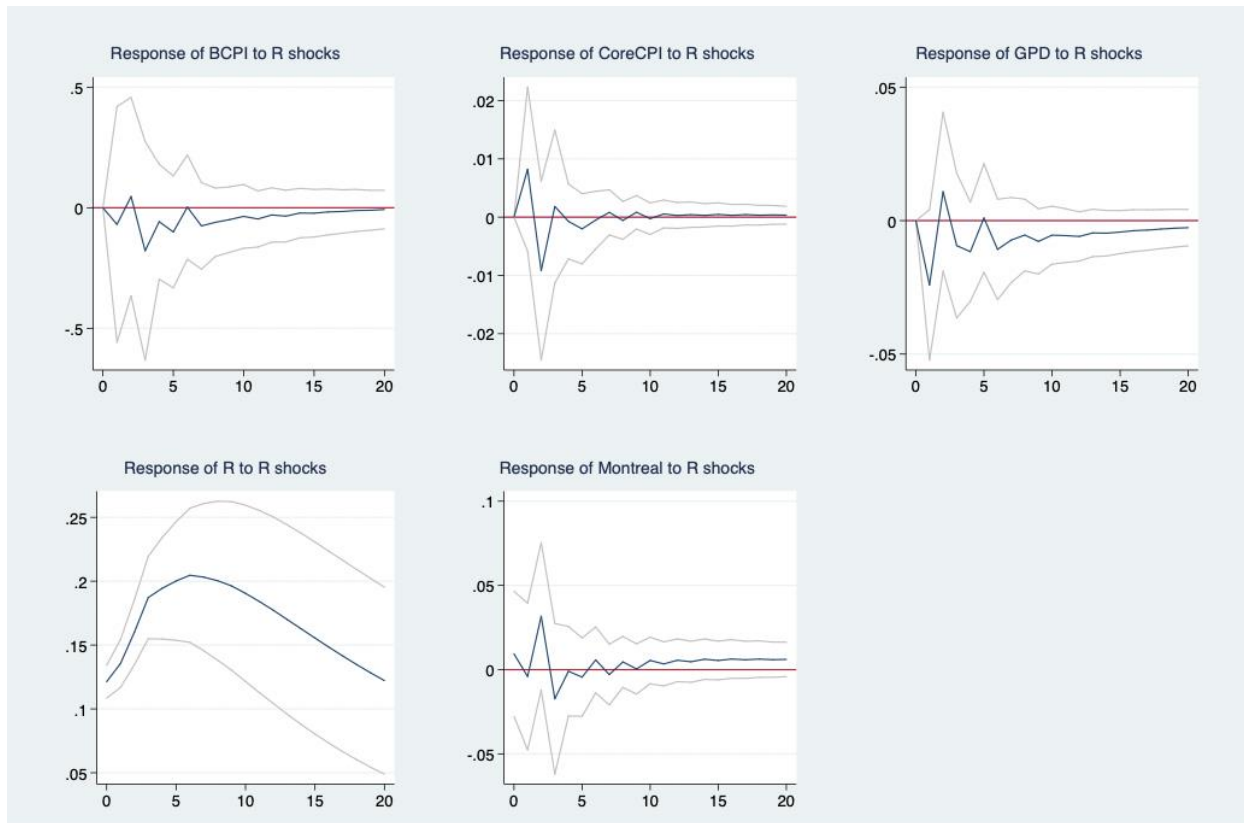 Response of BCPI to R shocks
.5
0
-.5
0 5 10 15 20
Response of CoreCPI to R shocks
.02
.01
0
-.01
-.02
0 5 10 15 20
Response of GPD to R shocks
.05
0
-.05
0 5 10 15 20
Response of R to R shocks
.25
.2
.15
.1
.05
0 5 10 15 20
Response of Montreal to R shocks
.1
.05
0
-.05
0 5 10 15 20